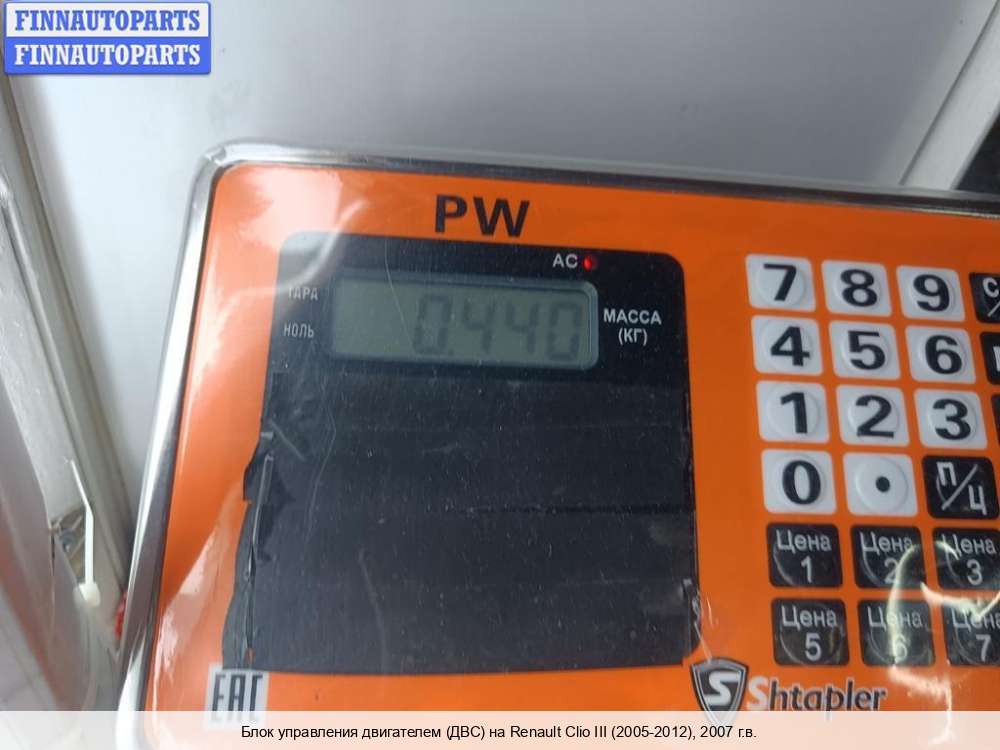 FINNAUTOPARTS
FINNAUTOPARTS
PW
AC
ТАРА
НОЛЬ
0.440
МАССА
(КГ)
7 8 9 С
4 5 6
1 2 3
0 . П/Ц
Цена 1 Цена 2 Цена 3
Цена 5 Цена 6 Цена 7
EAC
S Shtapler
Блок управления двигателем (ДВС) на Renault Clio III (2005-2012), 2007 г.в.